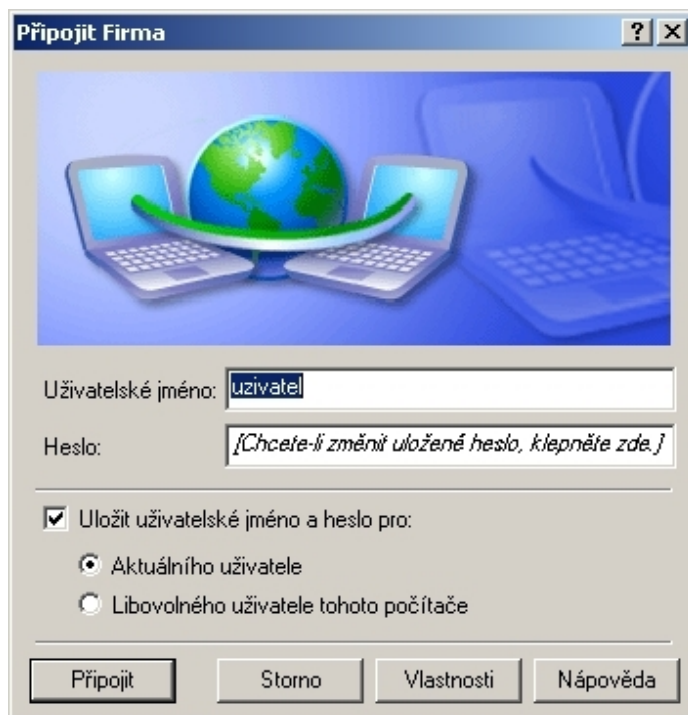 Připojit Firma
Uživatelské jméno: uzivatel
Heslo: [Chcete-li změnit uložené heslo, klepněte zde.]
Uložit uživatelské jméno a heslo pro:
Aktuálního uživatele
Libovolného uživatele tohoto počítače
Připojit Storno Vlastnosti Nápověda